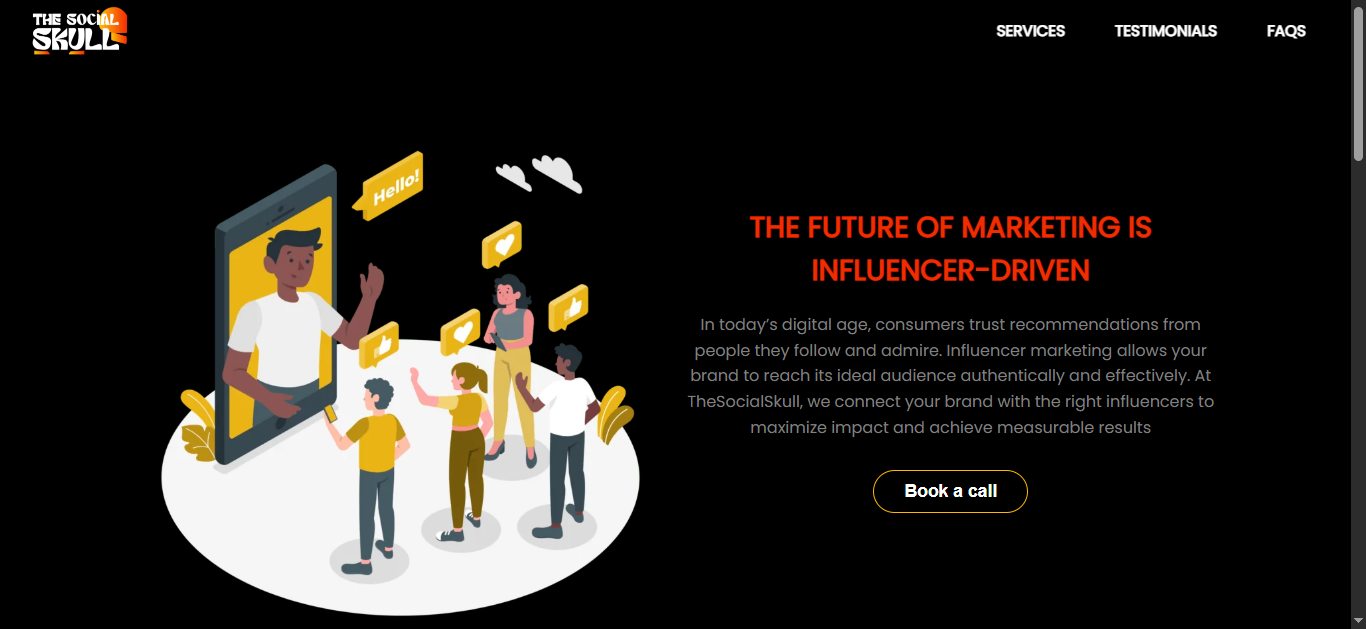 THE SOCIAL
SKULL
SERVICES TESTIMONIALS FAQS
Hello!
THE FUTURE OF MARKETING IS
INFLUENCER-DRIVEN
In today’s digital age, consumers trust recommendations from
people they follow and admire. Influencer marketing allows your
brand to reach its ideal audience authentically and effectively. At
TheSocialSkull, we connect your brand with the right influencers to
maximize impact and achieve measurable results
Book a call